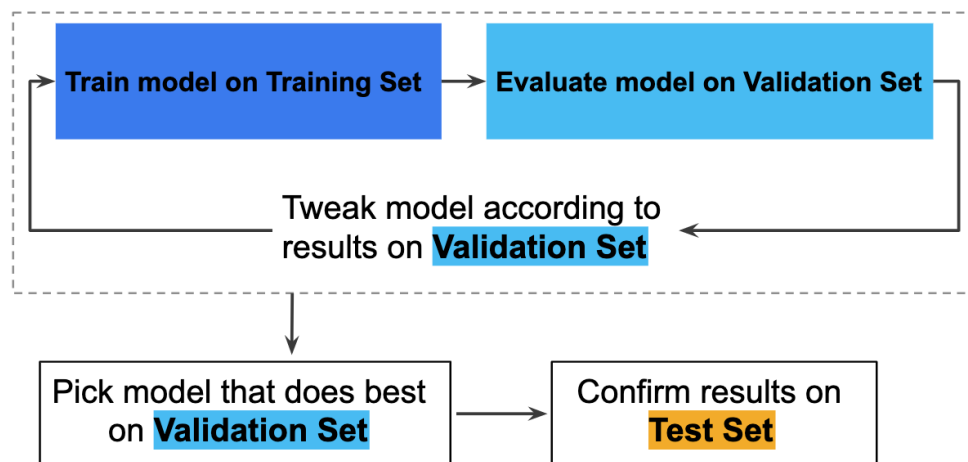 Train model on Training Set
Evaluate model on Validation Set
Tweak model according to
results on Validation Set
Pick model that does best
on Validation Set
Confirm results on
Test Set